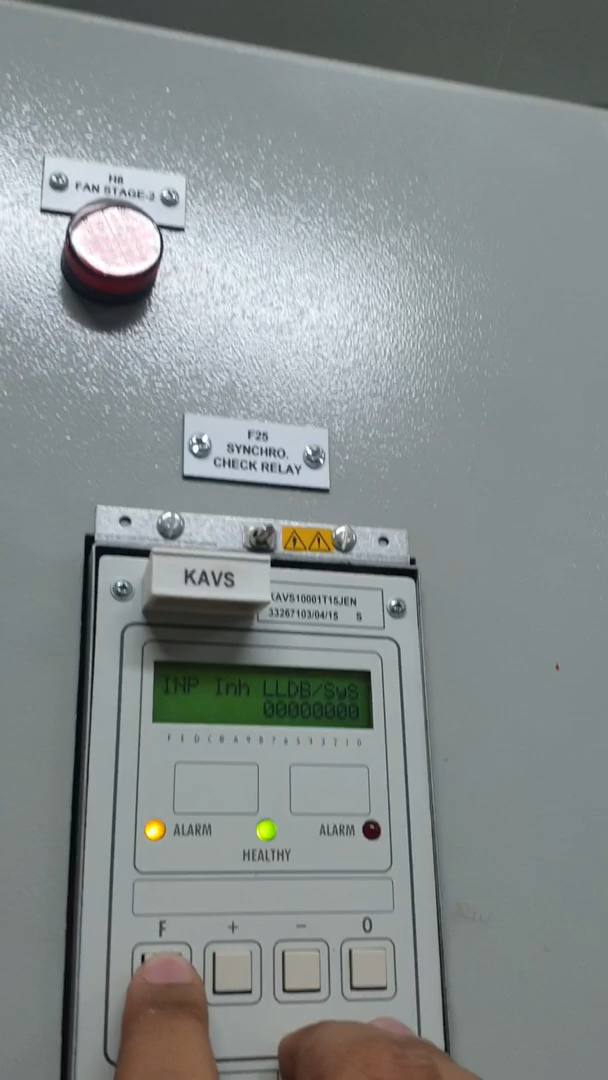 H8
FAN STAGE-2
F25
SYNCHRO.
CHECK RELAY
KAVS
KAVS10001T15JEN
33267103/04/15 S
INP Inh LLDB/SyS
00000000
F E D C B A 9 8 7 6 5 4 3 2 1 0
ALARM
ALARM
HEALTHY
F + − 0